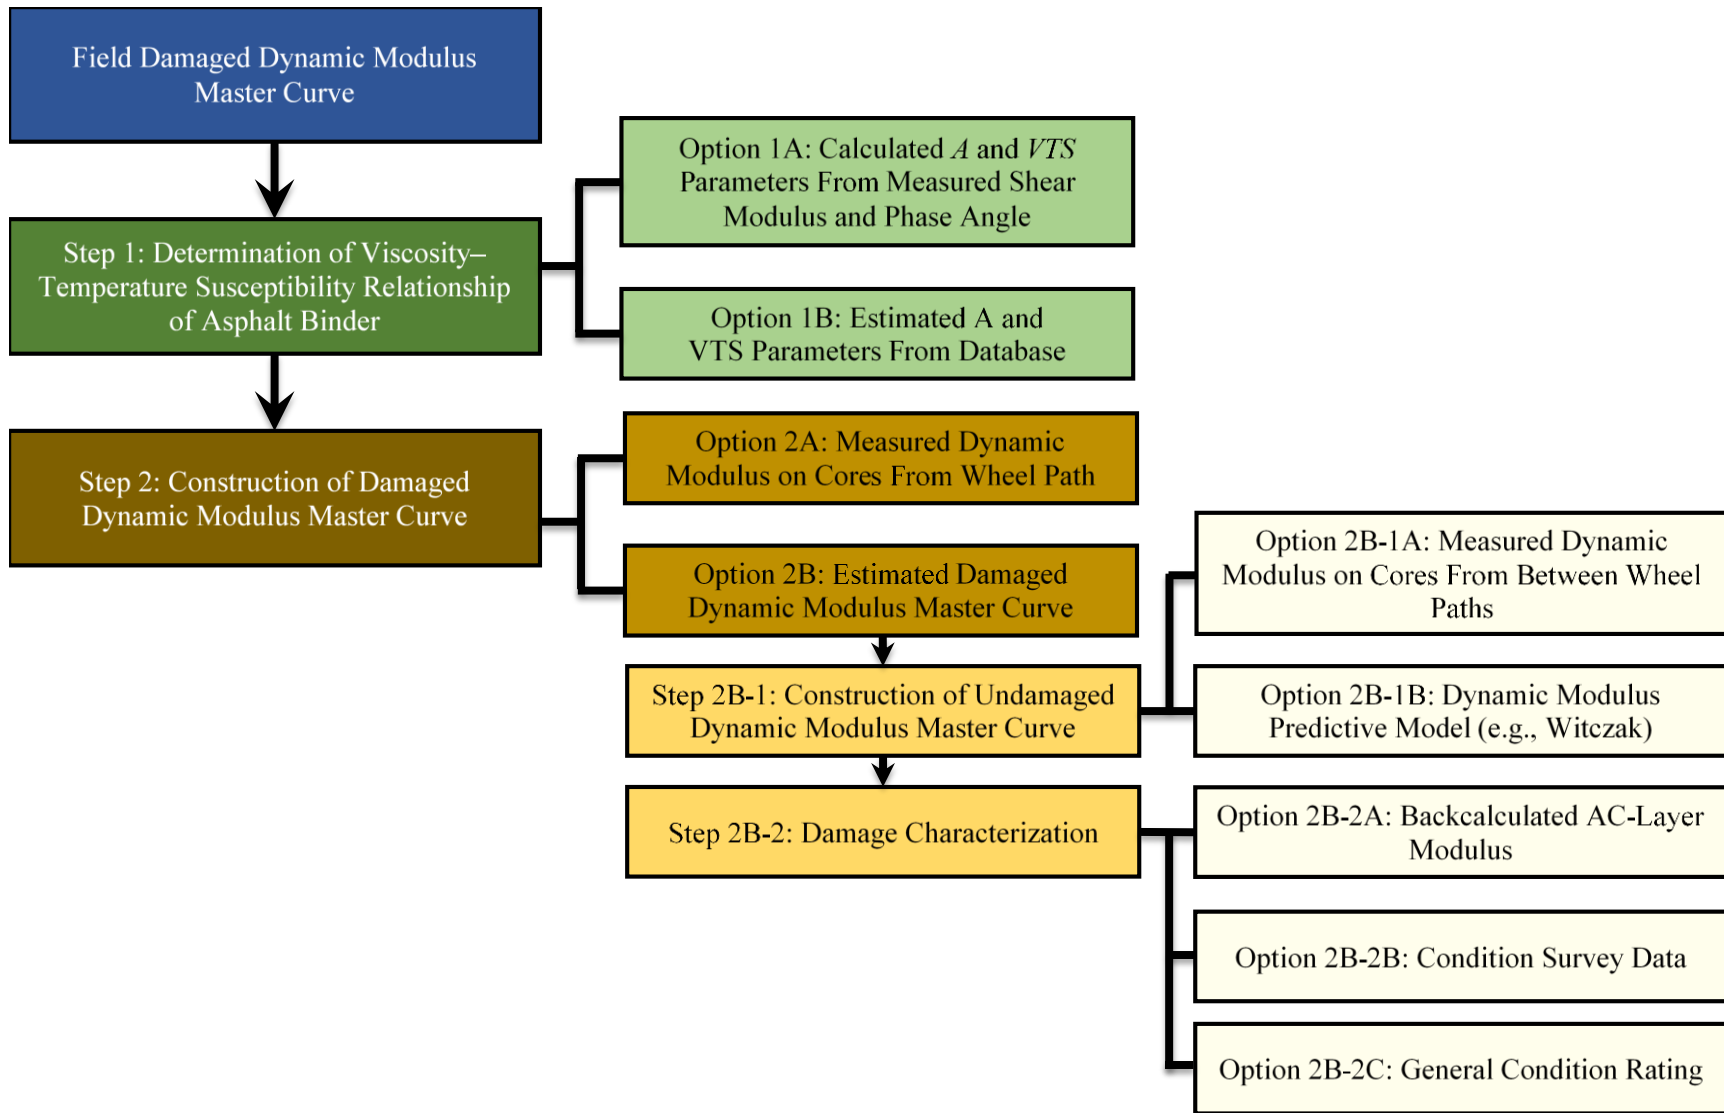 Field Damaged Dynamic Modulus
Master Curve
Step 1: Determination of Viscosity–
Temperature Susceptibility Relationship
of Asphalt Binder
Option 1A: Calculated A and VTS
Parameters From Measured Shear
Modulus and Phase Angle
Option 1B: Estimated A and
VTS Parameters From Database
Step 2: Construction of Damaged
Dynamic Modulus Master Curve
Option 2A: Measured Dynamic
Modulus on Cores From Wheel Path
Option 2B: Estimated Damaged
Dynamic Modulus Master Curve
Step 2B-1: Construction of Undamaged
Dynamic Modulus Master Curve
Option 2B-1A: Measured Dynamic
Modulus on Cores From Between Wheel
Paths
Option 2B-1B: Dynamic Modulus
Predictive Model (e.g., Witczak)
Step 2B-2: Damage Characterization
Option 2B-2A: Backcalculated AC-Layer
Modulus
Option 2B-2B: Condition Survey Data
Option 2B-2C: General Condition Rating